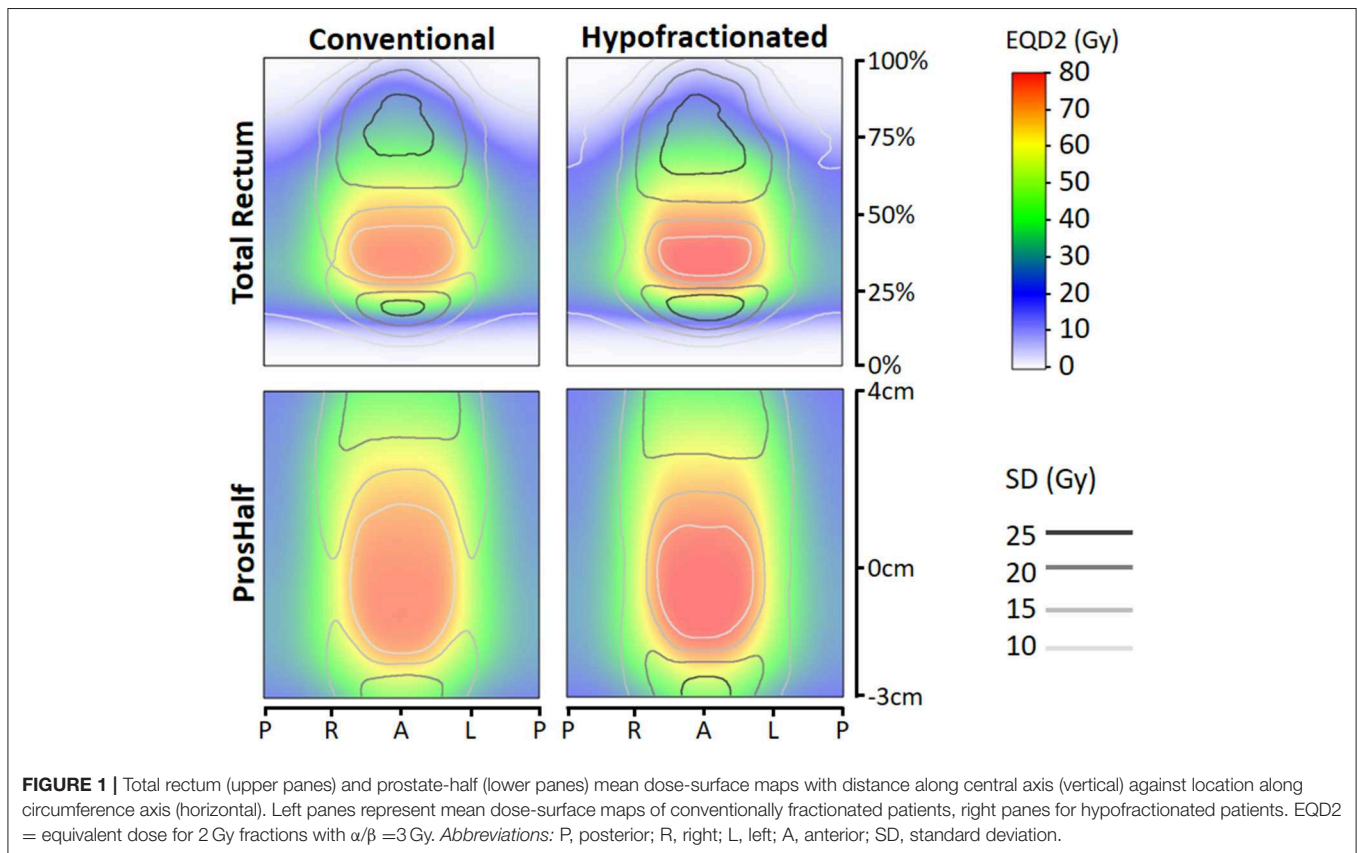 Conventional
Hypofractionated
EQD2 (Gy)
Total Rectum
100%
75%
50%
25%
0%
80
70
60
50
40
30
20
10
0
ProsHalf
4cm
0cm
-3cm
SD (Gy)
25
20
15
10
P R A L P
P R A L P
FIGURE 1 | Total rectum (upper panes) and prostate-half (lower panes) mean dose-surface maps with distance along central axis (vertical) against location along
circumference axis (horizontal). Left panes represent mean dose-surface maps of conventionally fractionated patients, right panes for hypofractionated patients. EQD2
= equivalent dose for 2 Gy fractions with α/β =3 Gy. Abbreviations: P, posterior; R, right; L, left; A, anterior; SD, standard deviation.